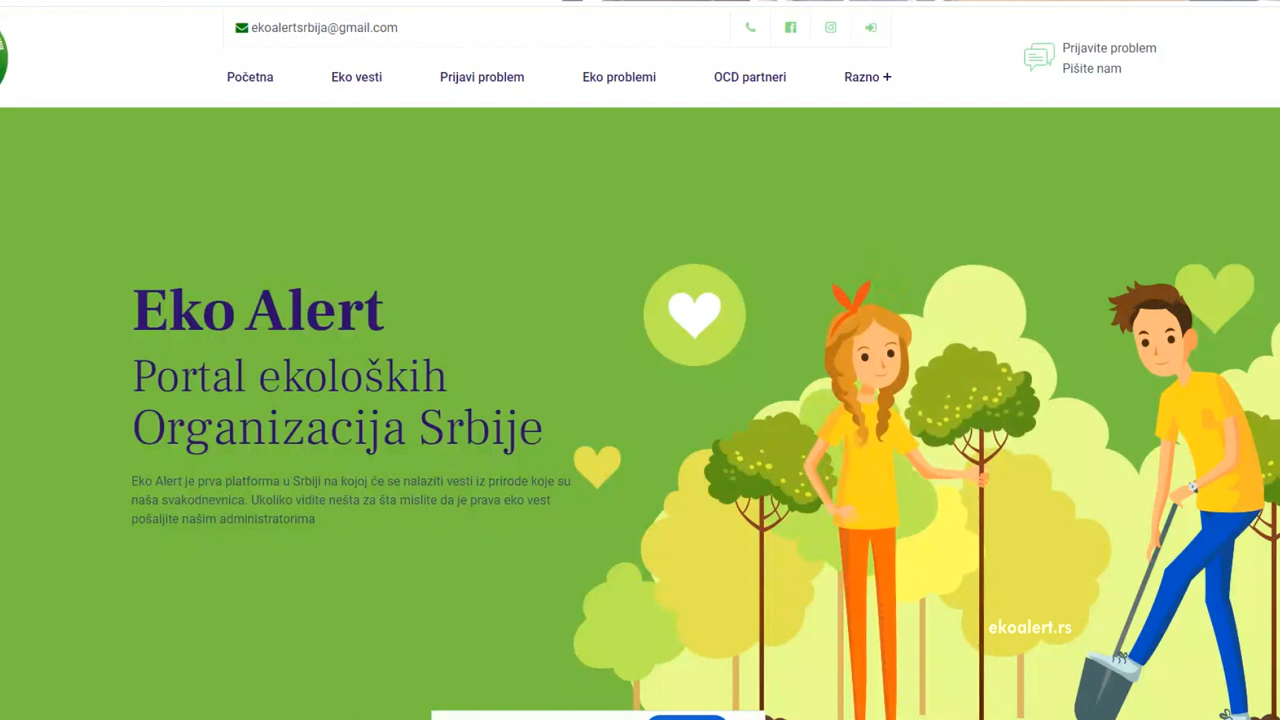 ekoalertsrbija@gmail.com
Prijavite problem
Pišite nam
Početna Eko vesti Prijavi problem Eko problemi OCD partneri Razno +
Eko Alert
Portal ekoloških
Organizacija Srbije
Eko Alert je prva platforma u Srbiji na kojoj će se nalaziti vesti iz prirode koje su
naša svakodnevnica. Ukoliko vidite nešta za šta mislite da je prava eko vest
pošaljite našim administratorima
ekoalert.rs